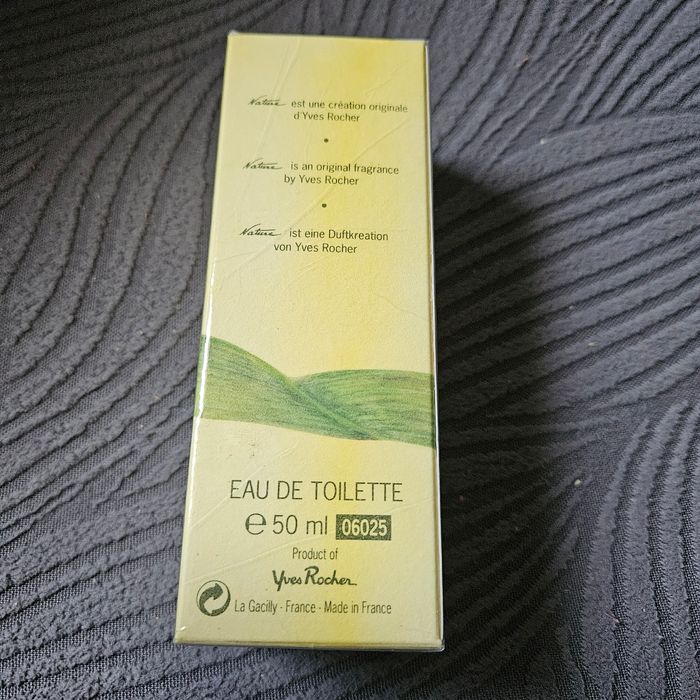 Nature est une création originale
d'Yves Rocher
•
Nature is an original fragrance
by Yves Rocher
•
Nature ist eine Duftkreation
von Yves Rocher
EAU DE TOILETTE
℮ 50 ml 06025
Product of
Yves Rocher
La Gacilly - France - Made in France